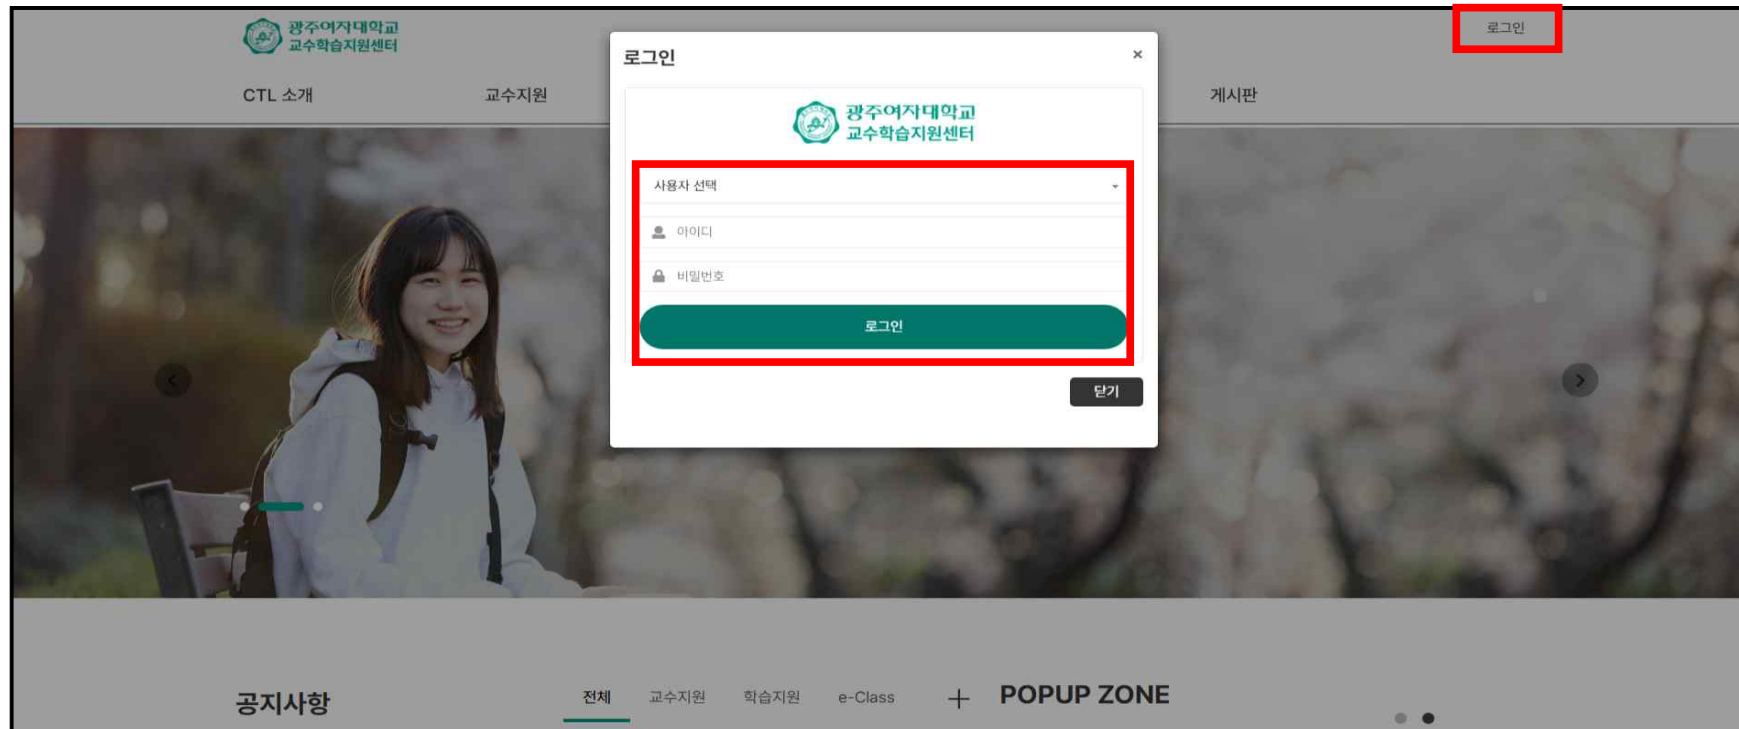 광주여자대학교
교수학습지원센터
로그인
CTL 소개
교수지원
게시판
로그인
×
광주여자대학교
교수학습지원센터
사용자 선택
아이디
비밀번호
로그인
닫기
공지사항
전체 교수지원 학습지원 e-Class
POPUP ZONE